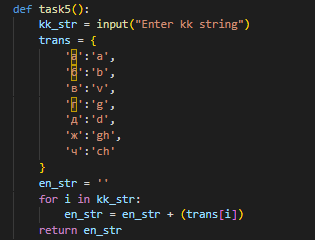 def task5():
    kk_str = input("Enter kk string")
    trans = {
        'а':'a',
        'б':'b',
        'в':'v',
        'г':'g',
        'д':'d',
        'ж':'gh',
        'ч':'ch'
    }
    en_str = ''
    for i in kk_str:
        en_str = en_str + (trans[i])
    return en_str